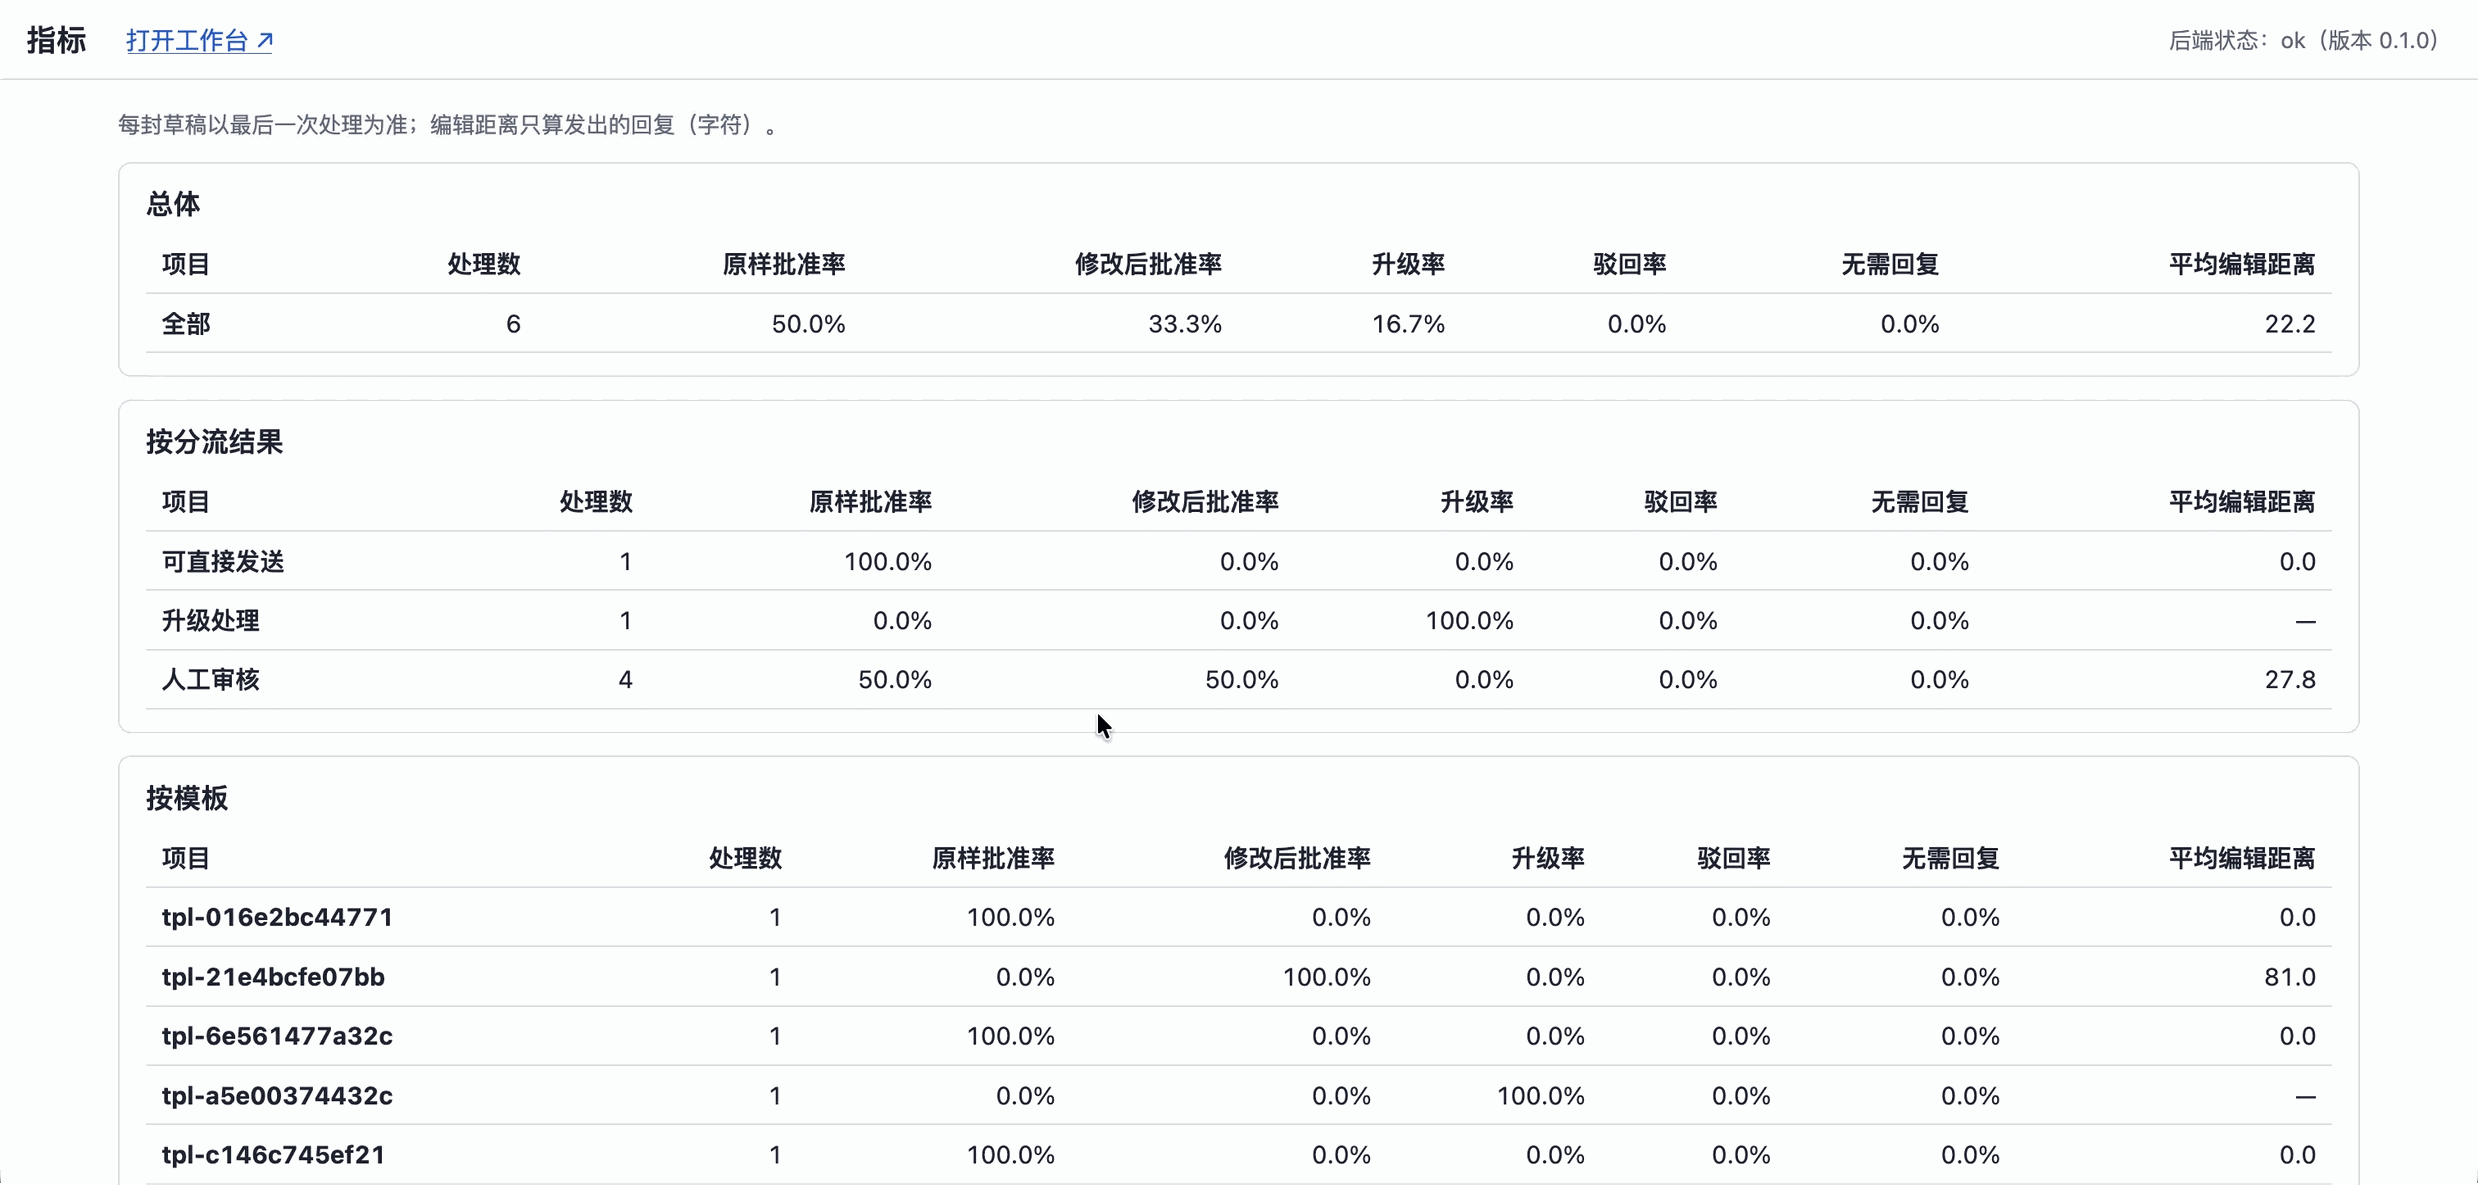 指标 打开工作台 ↗ 后端状态：ok（版本 0.1.0）
每封草稿以最后一次处理为准；编辑距离只算发出的回复（字符）。
总体
项目 处理数 原样批准率 修改后批准率 升级率 驳回率 无需回复 平均编辑距离
全部 6 50.0% 33.3% 16.7% 0.0% 0.0% 22.2
按分流结果
项目 处理数 原样批准率 修改后批准率 升级率 驳回率 无需回复 平均编辑距离
可直接发送 1 100.0% 0.0% 0.0% 0.0% 0.0% 0.0
升级处理 1 0.0% 0.0% 100.0% 0.0% 0.0% —
人工审核 4 50.0% 50.0% 0.0% 0.0% 0.0% 27.8
按模板
项目 处理数 原样批准率 修改后批准率 升级率 驳回率 无需回复 平均编辑距离
tpl-016e2bc44771 1 100.0% 0.0% 0.0% 0.0% 0.0% 0.0
tpl-21e4bcfe07bb 1 0.0% 100.0% 0.0% 0.0% 0.0% 81.0
tpl-6e561477a32c 1 100.0% 0.0% 0.0% 0.0% 0.0% 0.0
tpl-a5e00374432c 1 0.0% 0.0% 100.0% 0.0% 0.0% —
tpl-c146c745ef21 1 100.0% 0.0% 0.0% 0.0% 0.0% 0.0